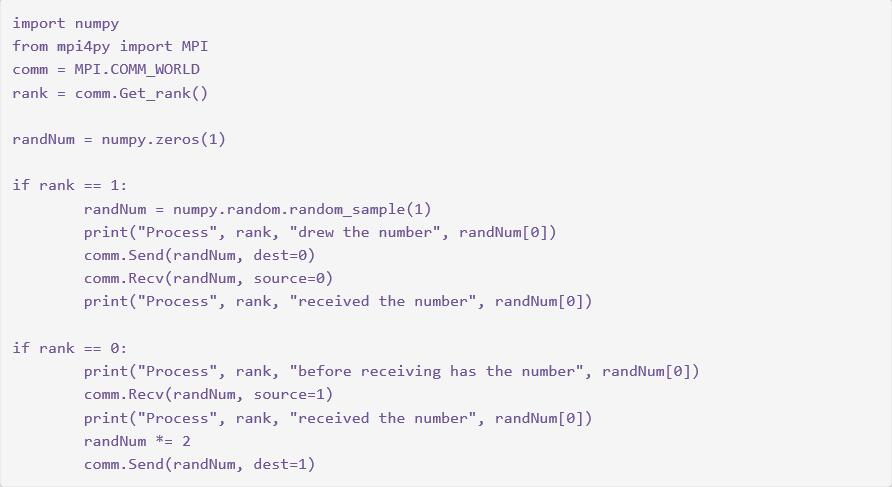 import numpy
from mpi4py import MPI
comm = MPI.COMM_WORLD
rank = comm.Get_rank()

randNum = numpy.zeros(1)

if rank == 1:
        randNum = numpy.random.random_sample(1)
        print("Process", rank, "drew the number", randNum[0])
        comm.Send(randNum, dest=0)
        comm.Recv(randNum, source=0)
        print("Process", rank, "received the number", randNum[0])

if rank == 0:
        print("Process", rank, "before receiving has the number", randNum[0])
        comm.Recv(randNum, source=1)
        print("Process", rank, "received the number", randNum[0])
        randNum *= 2
        comm.Send(randNum, dest=1)